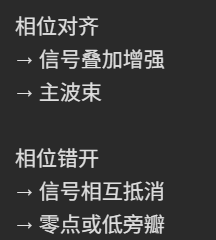 相位对齐
→ 信号叠加增强
→ 主波束
相位错开
→ 信号相互抵消
→ 零点或低旁瓣